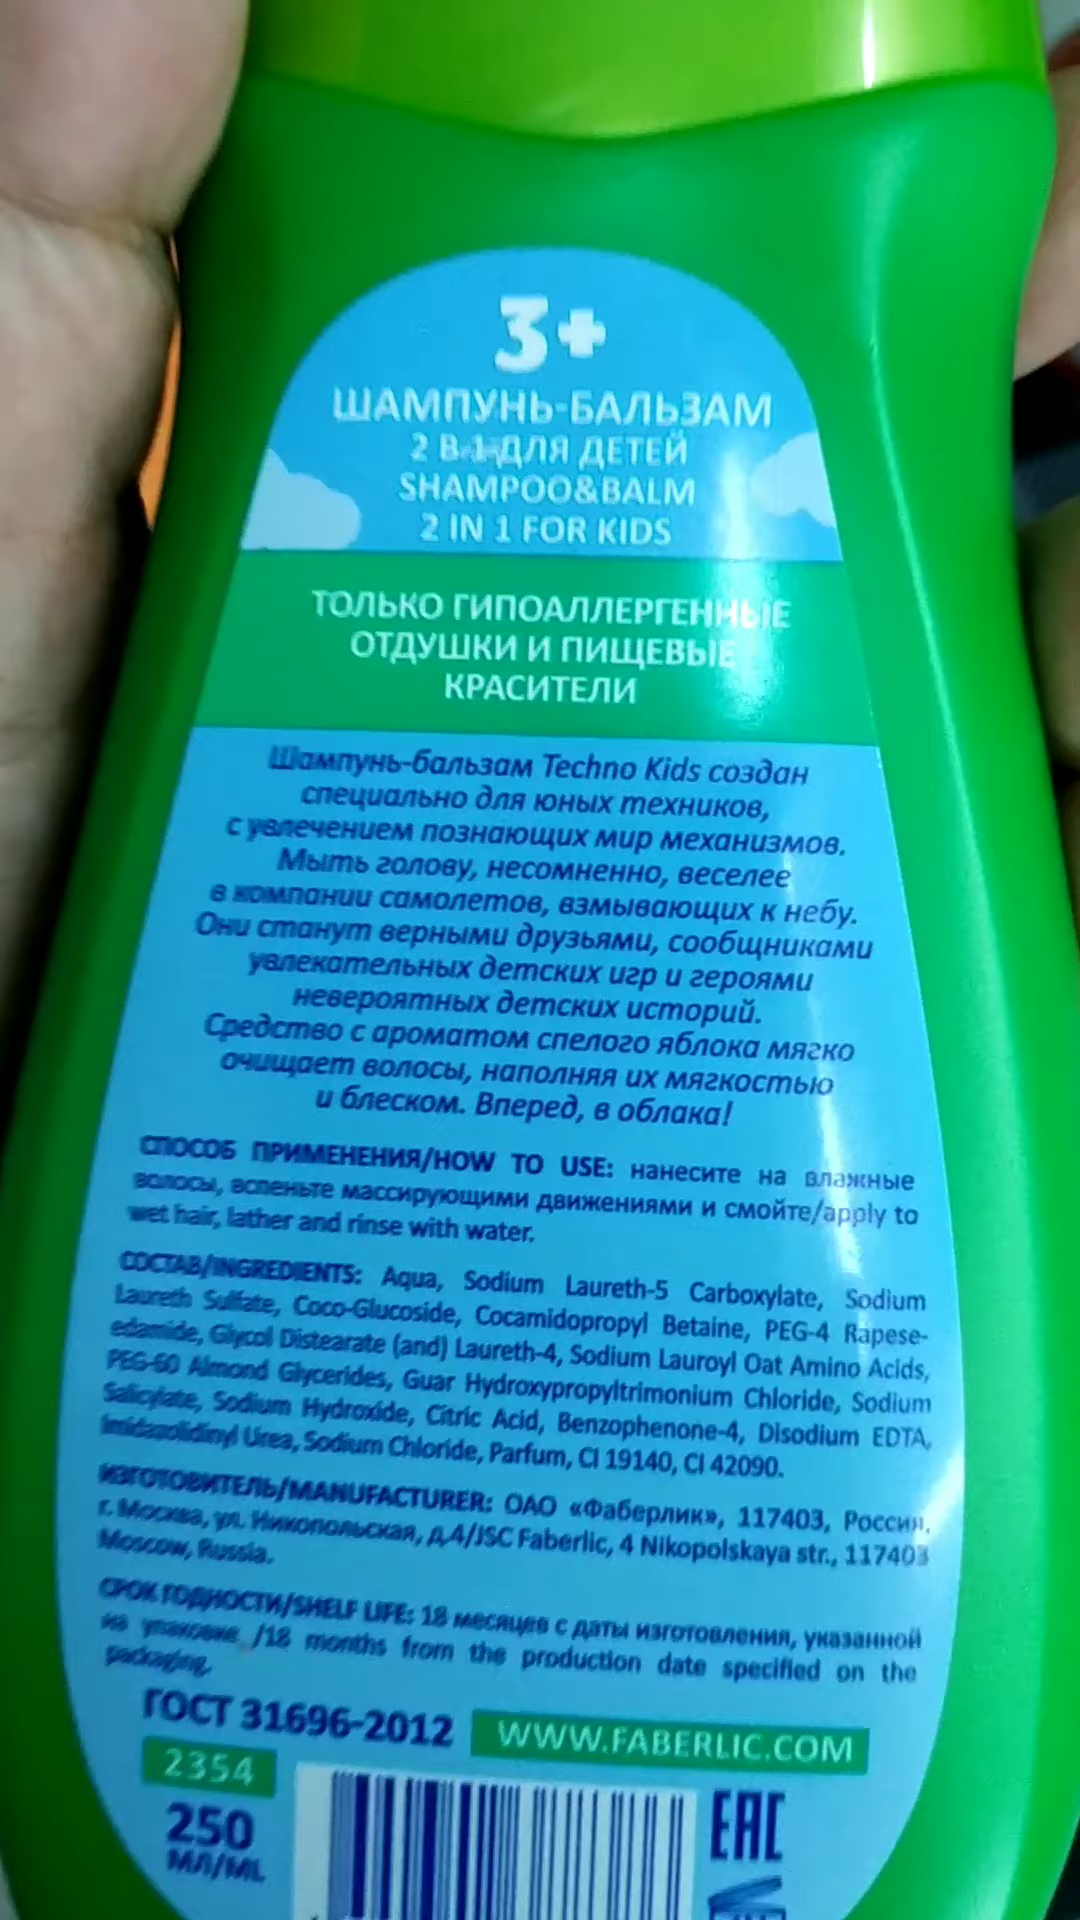 3+
ШАМПУНЬ-БАЛЬЗАМ
2 В 1 ДЛЯ ДЕТЕЙ
SHAMPOO&BALM
2 IN 1 FOR KIDS
ТОЛЬКО ГИПОАЛЛЕРГЕННЫЕ
ОТДУШКИ И ПИЩЕВЫЕ
КРАСИТЕЛИ
Шампунь-бальзам Techno Kids создан
специально для юных техников,
с увлечением познающих мир механизмов.
Мыть голову, несомненно, веселее
в компании самолетов, взмывающих к небу.
Они станут верными друзьями, сообщниками
увлекательных детских игр и героями
невероятных детских историй.
Средство с ароматом спелого яблока мягко
очищает волосы, наполняя их мягкостью
и блеском. Вперед, в облака!
СПОСОБ ПРИМЕНЕНИЯ/HOW TO USE: нанесите на влажные
волосы, вспеньте массирующими движениями и смойте/apply to
wet hair, lather and rinse with water.
СОСТАВ/INGREDIENTS: Aqua, Sodium Laureth-5 Carboxylate, Sodium
Laureth Sulfate, Coco-Glucoside, Cocamidopropyl Betaine, PEG-4 Rapese-
edamide, Glycol Distearate (and) Laureth-4, Sodium Lauroyl Oat Amino Acids,
PEG-60 Almond Glycerides, Guar Hydroxypropyltrimonium Chloride, Sodium
Salicylate, Sodium Hydroxide, Citric Acid, Benzophenone-4, Disodium EDTA,
Imidazolidinyl Urea, Sodium Chloride, Parfum, CI 19140, CI 42090.
ИЗГОТОВИТЕЛЬ/MANUFACTURER: ОАО «Фаберлик», 117403, Россия,
г. Москва, ул. Никопольская, д.4/JSC Faberlic, 4 Nikopolskaya str., 117403
Moscow, Russia.
СРОК ГОДНОСТИ/SHELF LIFE: 18 месяцев с даты изготовления, указанной
на упаковке /18 months from the production date specified on the
packaging.
ГОСТ 31696-2012 WWW.FABERLIC.COM
2354
250
МЛ/ML
EAC